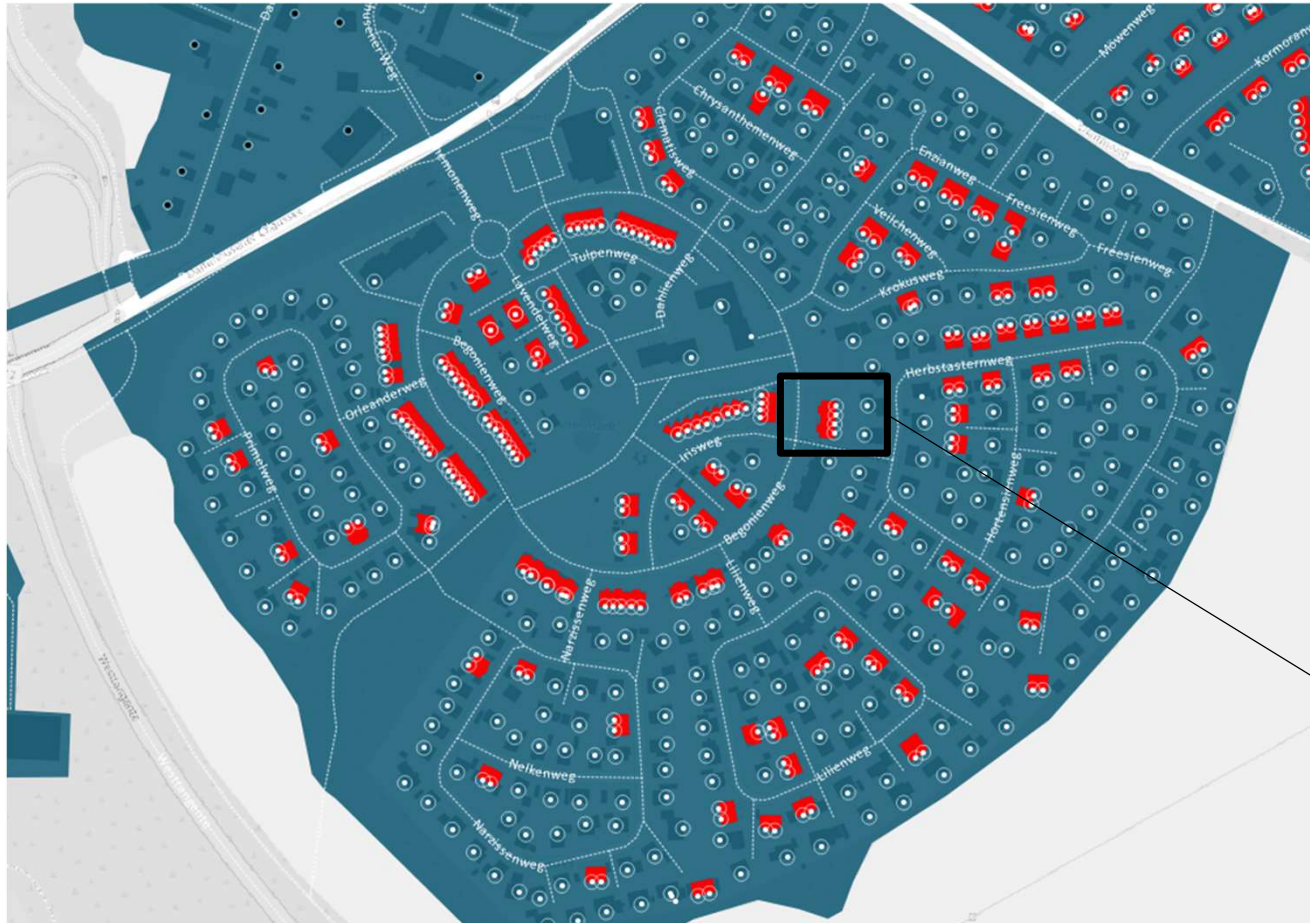 Möwenweg
Chrysanthemenweg
Clematisweg
Enzianweg
Freesienweg
Veilchenweg
Freesienweg
Krokusweg
Tulpenweg
Dahlienweg
Lavendelweg
Begonienweg
Herbstasternweg
Orleanderweg
Primelweg
Irisweg
Hortensienweg
Begonienweg
Lilienweg
Narzissenweg
Westtangente
Nelkenweg
Lilienweg
Westtangente
Narzissenweg